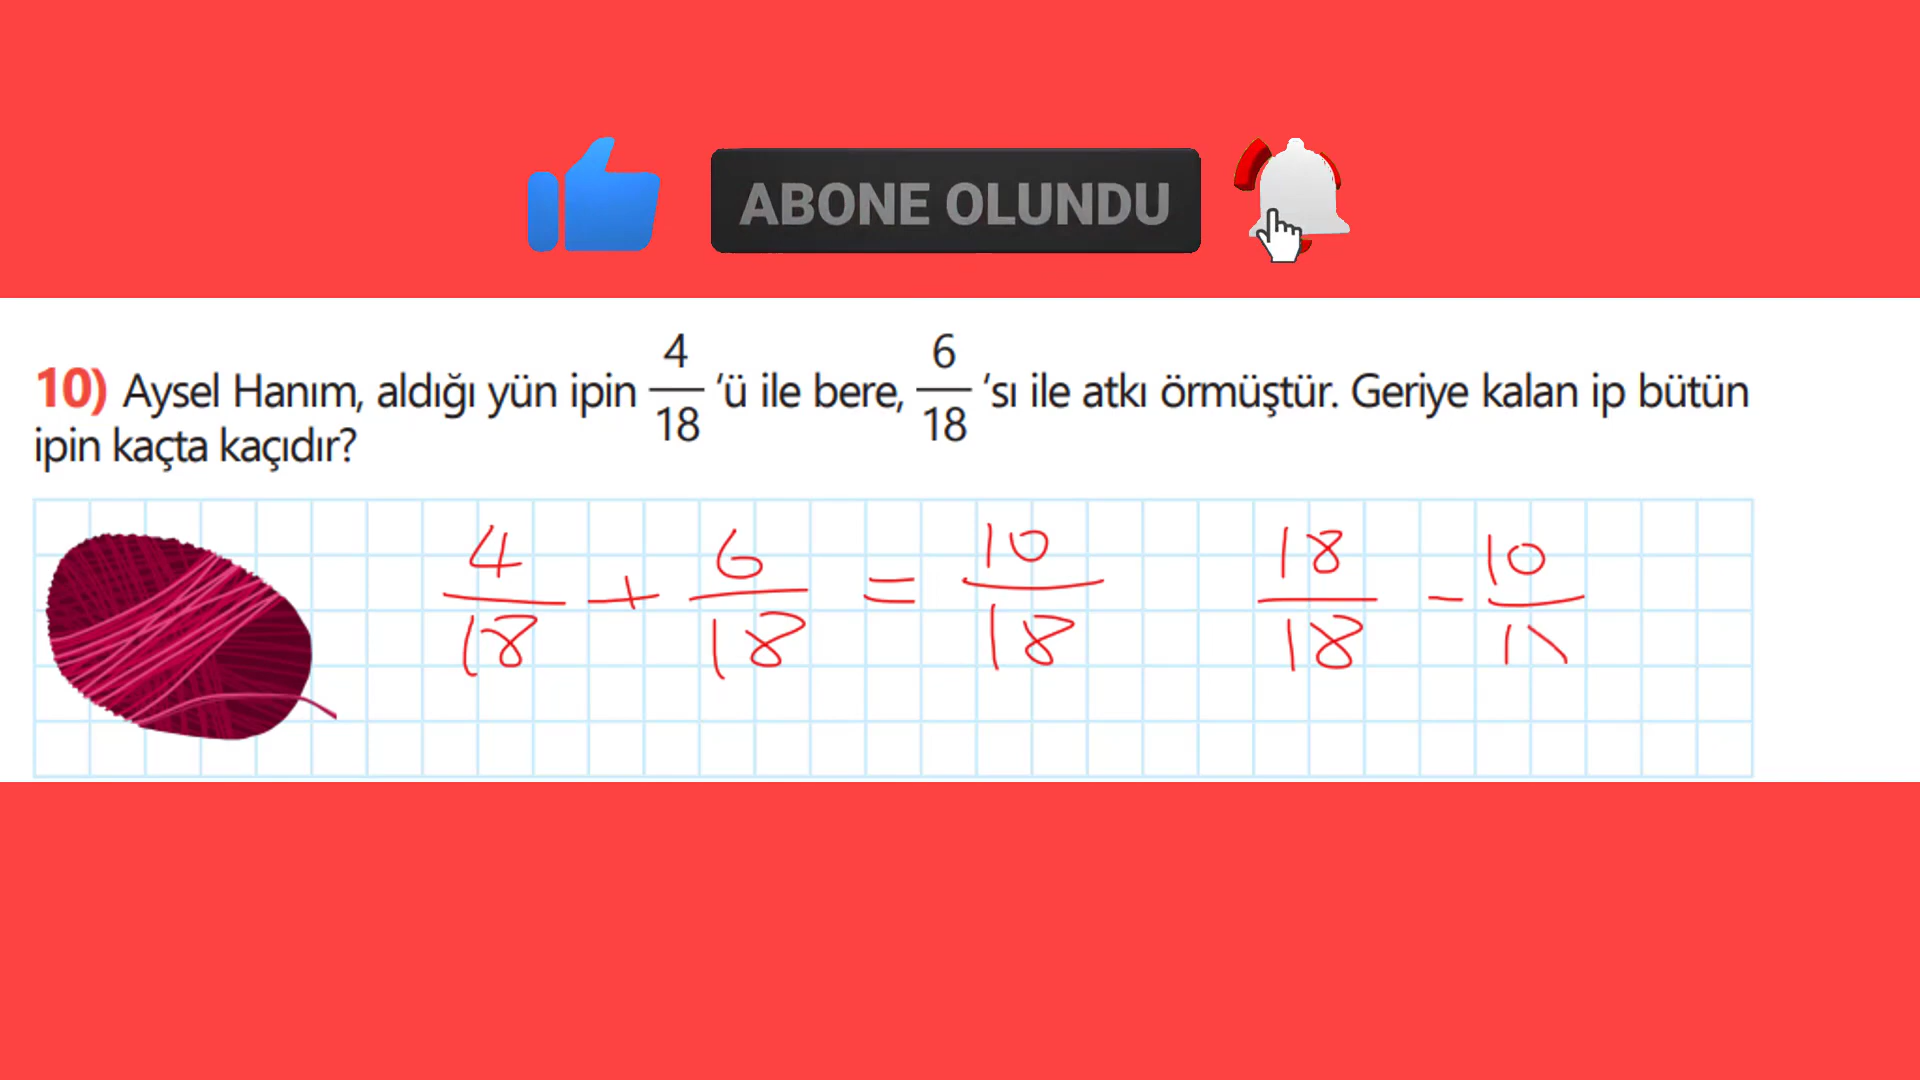 ABONE OLUNDU
10) Aysel Hanım, aldığı yün ipin 4/18 'ü ile bere, 6/18 'sı ile atkı örmüştür. Geriye kalan ip bütün
ipin kaçta kaçıdır?
4/18 + 6/18 = 10/18 18/18 - 10/1